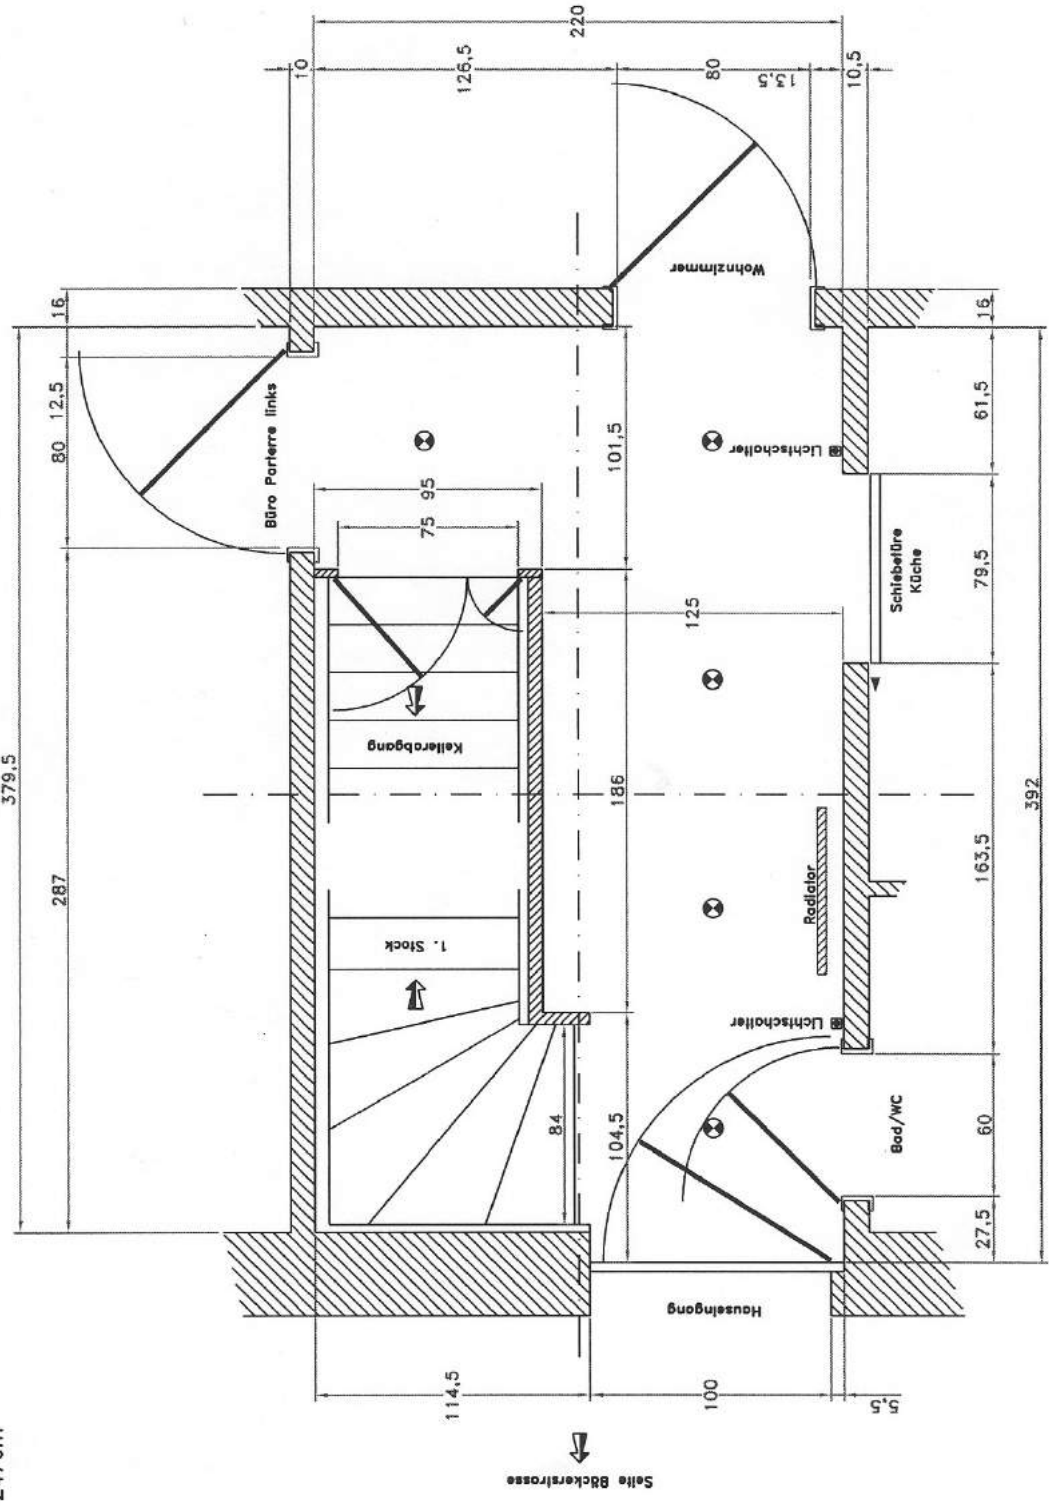 220
10
126,5
80
13,5
10,5
16
12,5
80
287
379,5
Büro Parterre links
Wohnzimmer
16
61,5
79,5
163,5
60
27,5
392
101,5
95
75
Lichtschalter
Schiebetüre
Küche
125
Kellerabgang
186
1. Stock
Radiator
Lichtschalter
84
104,5
Bad/WC
Hauseingang
114,5
100
5,5
Seite Bäckerstrasse